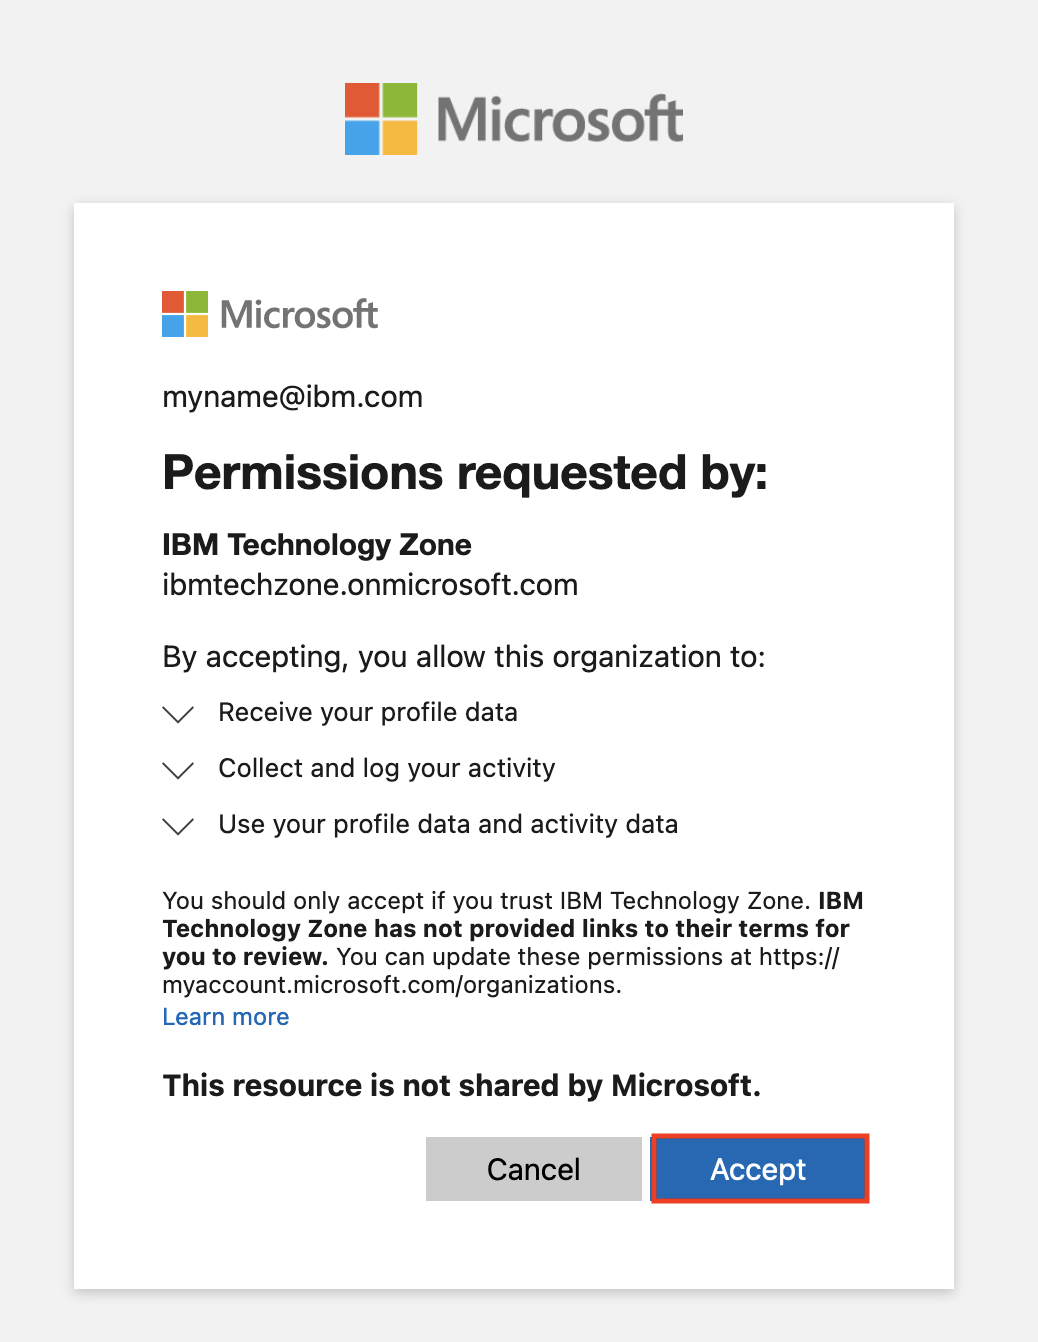 Microsoft
Microsoft
myname@ibm.com
Permissions requested by:
IBM Technology Zone
ibmtechzone.onmicrosoft.com
By accepting, you allow this organization to:
Receive your profile data
Collect and log your activity
Use your profile data and activity data
You should only accept if you trust IBM Technology Zone. IBM
Technology Zone has not provided links to their terms for
you to review. You can update these permissions at https://
myaccount.microsoft.com/organizations.
Learn more
This resource is not shared by Microsoft.
Cancel Accept